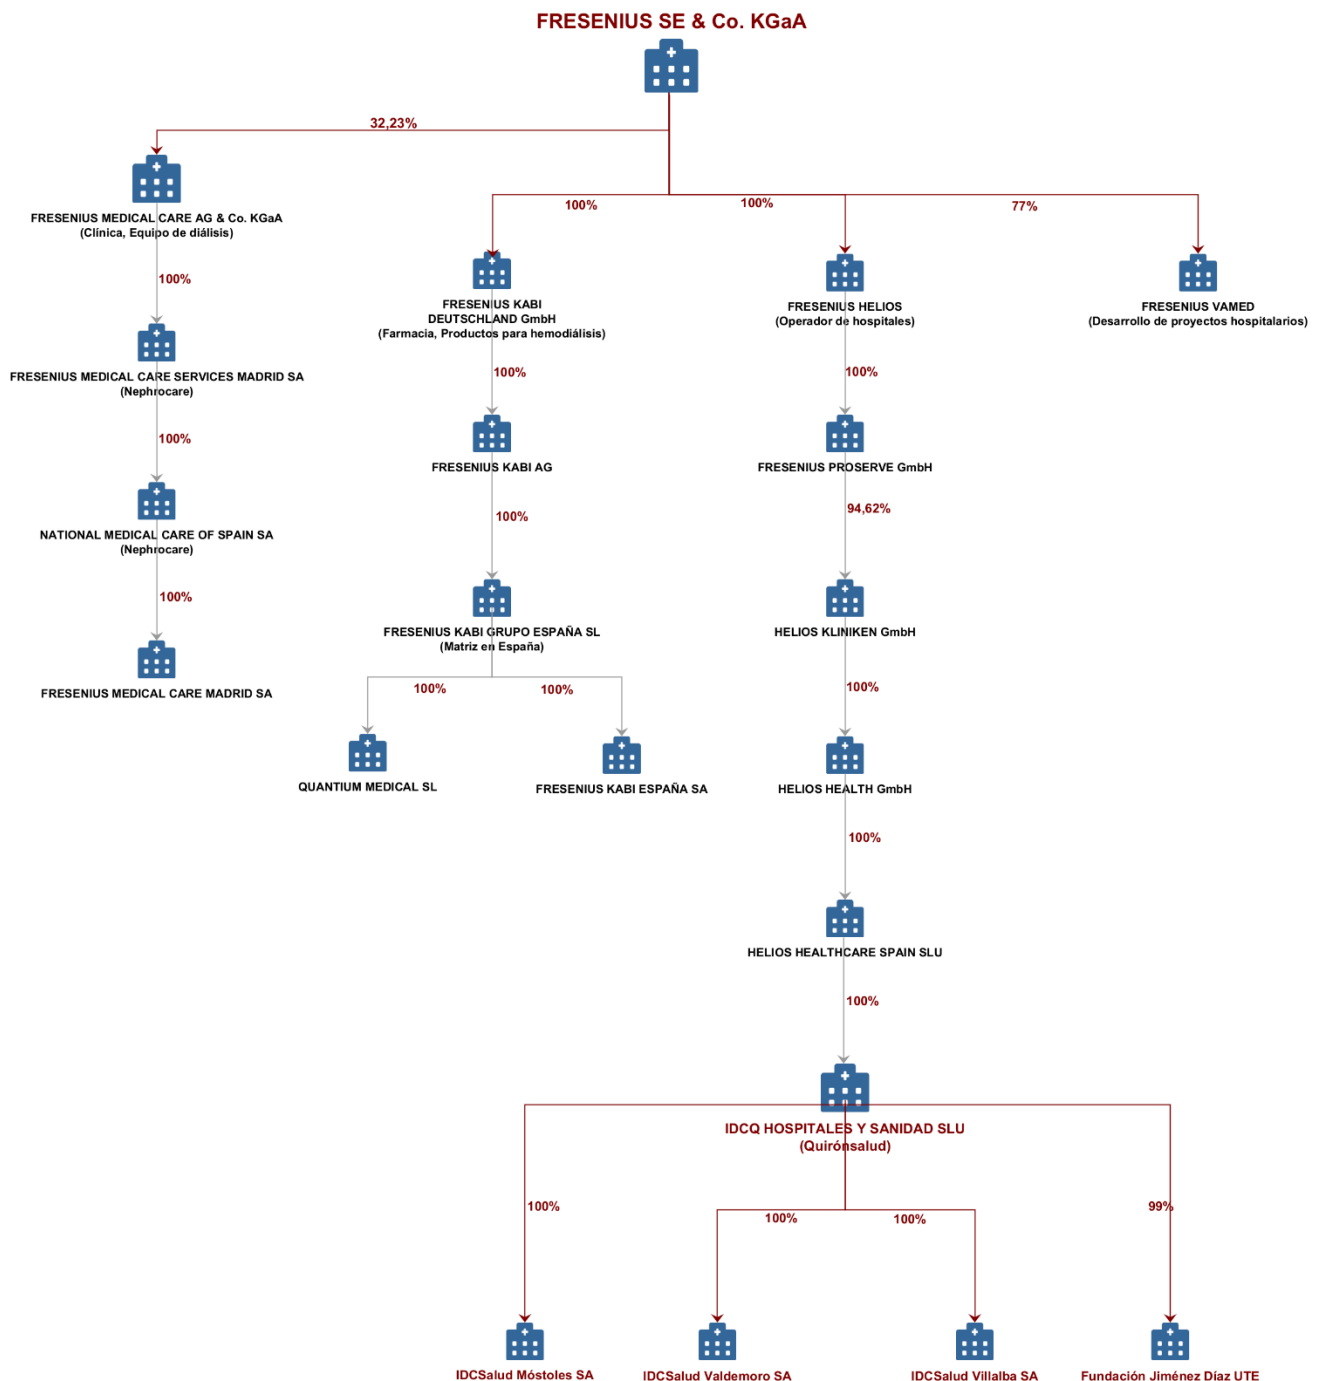 FRESENIUS SE & Co. KGaA
32,23%
100%
100%
77%
FRESENIUS MEDICAL CARE AG & Co. KGaA
(Clínica, Equipo de diálisis)
100%
FRESENIUS KABI
DEUTSCHLAND GmbH
(Farmacia, Productos para hemodiálisis)
FRESENIUS HELIOS
(Operador de hospitales)
FRESENIUS VAMED
(Desarrollo de proyectos hospitalarios)
FRESENIUS MEDICAL CARE SERVICES MADRID SA
(Nephrocare)
100%
100%
100%
FRESENIUS KABI AG
FRESENIUS PROSERVE GmbH
94,62%
100%
NATIONAL MEDICAL CARE OF SPAIN SA
(Nephrocare)
100%
FRESENIUS KABI GRUPO ESPAÑA SL
(Matriz en España)
HELIOS KLINIKEN GmbH
FRESENIUS MEDICAL CARE MADRID SA
100%
100%
100%
QUANTIUM MEDICAL SL
FRESENIUS KABI ESPAÑA SA
HELIOS HEALTH GmbH
100%
HELIOS HEALTHCARE SPAIN SLU
100%
IDCQ HOSPITALES Y SANIDAD SLU
(Quirónsalud)
100%
99%
100%
100%
IDCSalud Móstoles SA
IDCSalud Valdemoro SA
IDCSalud Villalba SA
Fundación Jiménez Díaz UTE